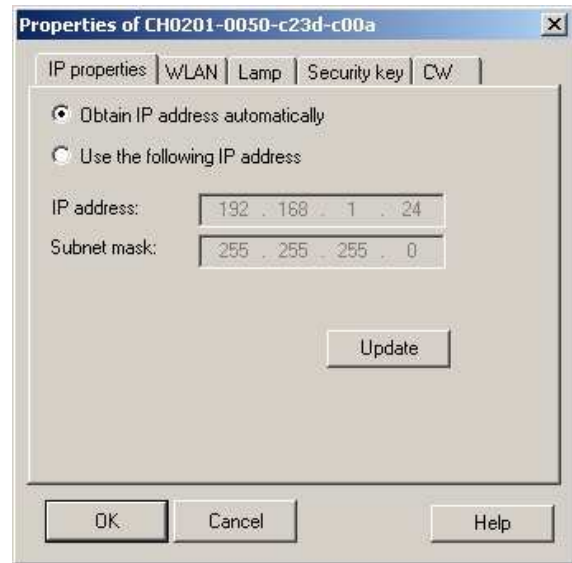 Properties of CH0201-0050-c23d-c00a
IP properties WLAN Lamp Security key CW
Obtain IP address automatically
Use the following IP address
IP address: 192 . 168 . 1 . 24
Subnet mask: 255 . 255 . 255 . 0
Update
OK Cancel Help